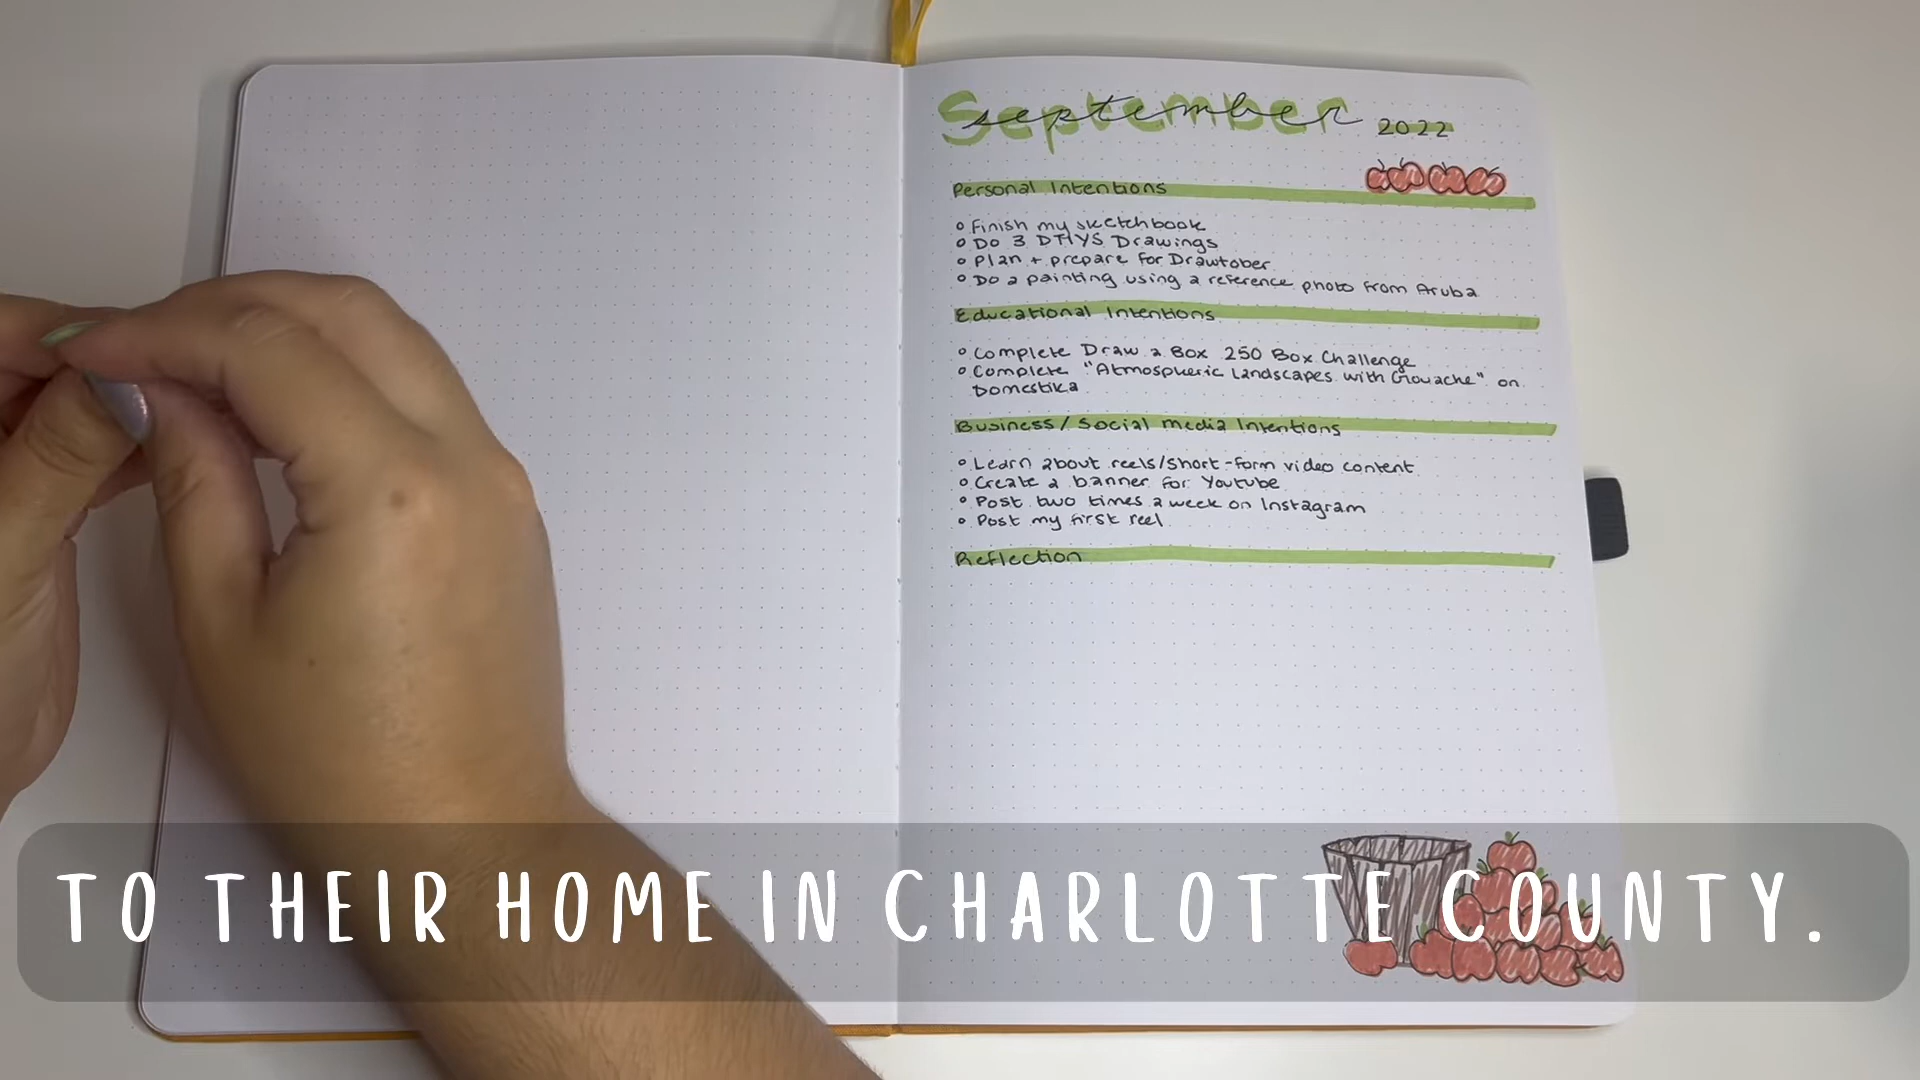 September
september 2022
Personal Intentions
Finish my sketchbook
Do 3 DTIYS Drawings
Plan + prepare for Drawtober
Do a painting using a reference photo from Aruba
Educational Intentions
Complete Draw a Box 250 Box Challenge
Complete "Atmospheric Landscapes with Gouache" on
Domestika
Business/Social media Intentions
Learn about reels/short-form video content
Create a banner for Youtube
Post two times a week on Instagram
Post my first reel
Reflection
TO THEIR HOME IN CHARLOTTE COUNTY.